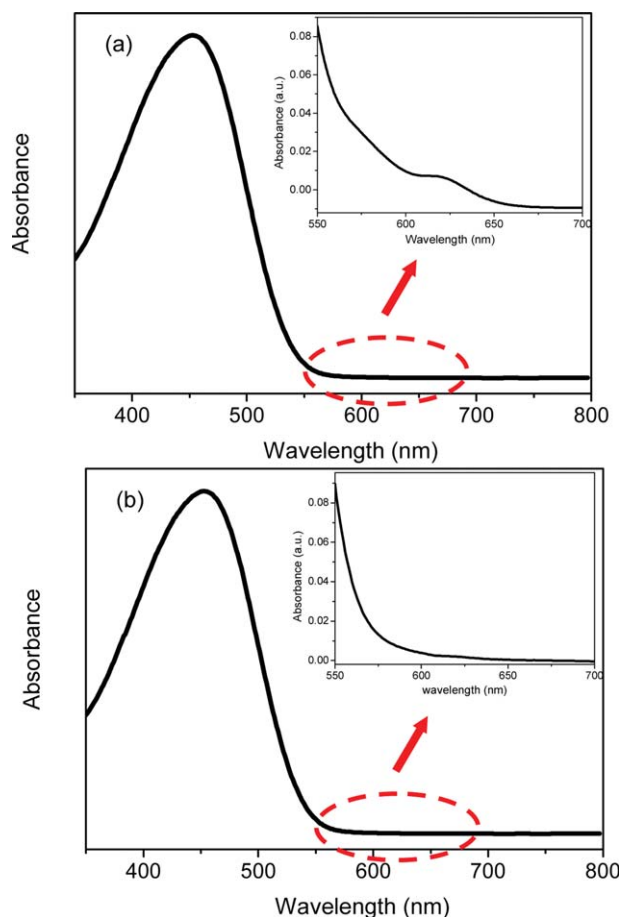 (a)
Absorbance
400 500 600 700 800
Wavelength (nm)
Absorbance (a.u.)
0.08
0.06
0.04
0.02
0.00
550 600 650 700
Wavelength (nm)
(b)
Absorbance
400 500 600 700 800
Wavelength (nm)
Absorbance (a.u.)
0.08
0.06
0.04
0.02
0.00
550 600 650 700
wavelength (nm)